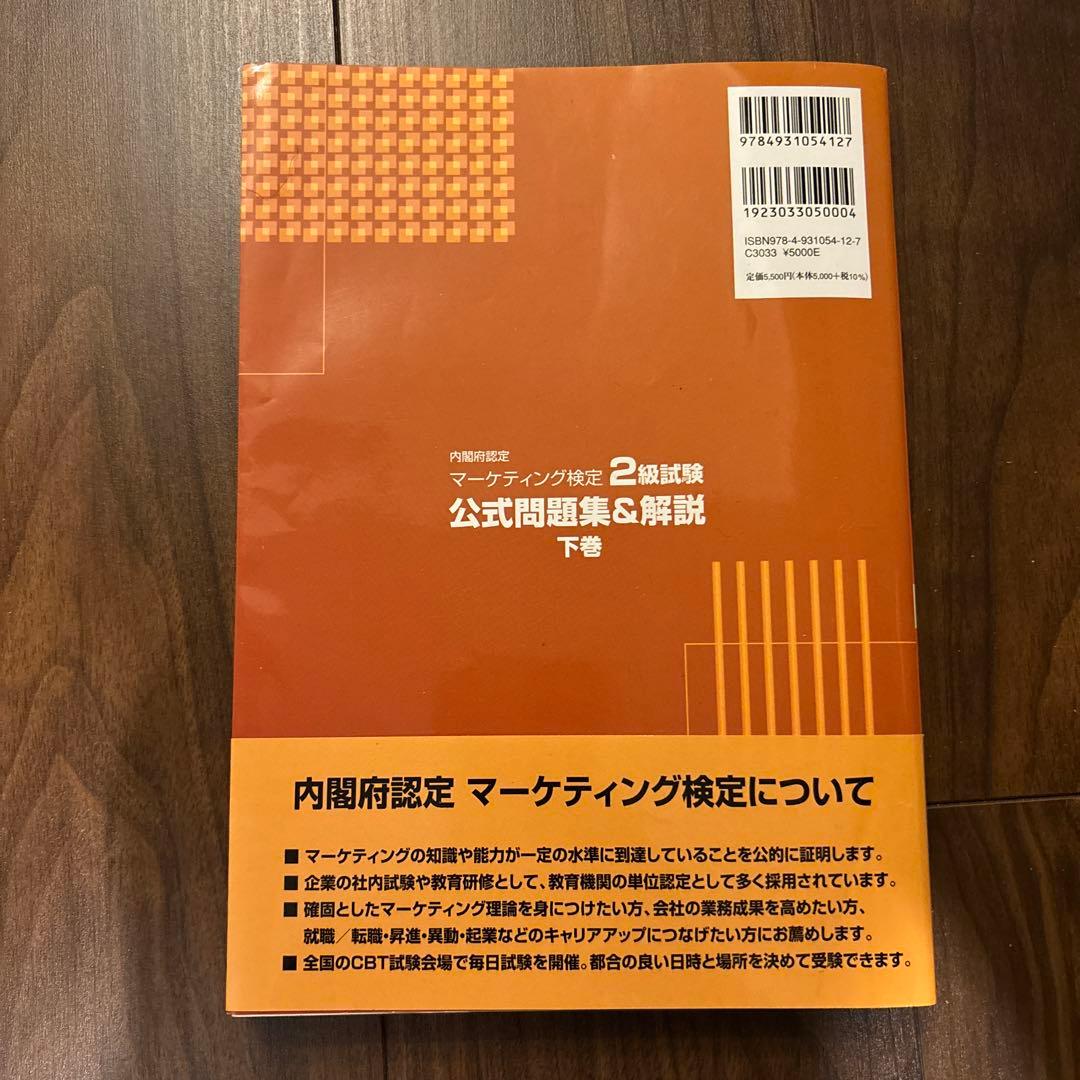 9784931054127
1923033050004
ISBN978-4-931054-12-7
C3033 ¥5000E
定価5,500円(本体5,000+税10%)
内閣府認定
マーケティング検定 2級試験
公式問題集&解説
下巻
内閣府認定 マーケティング検定について
■ マーケティングの知識や能力が一定の水準に到達していることを公的に証明します。
■ 企業の社内試験や教育研修として、教育機関の単位認定として多く採用されています。
■ 確固としたマーケティング理論を身につけたい方、会社の業務成果を高めたい方、
就職／転職・昇進・異動・起業などのキャリアアップにつなげたい方にお薦めします。
■ 全国のCBT試験会場で毎日試験を開催。都合の良い日時と場所を決めて受験できます。